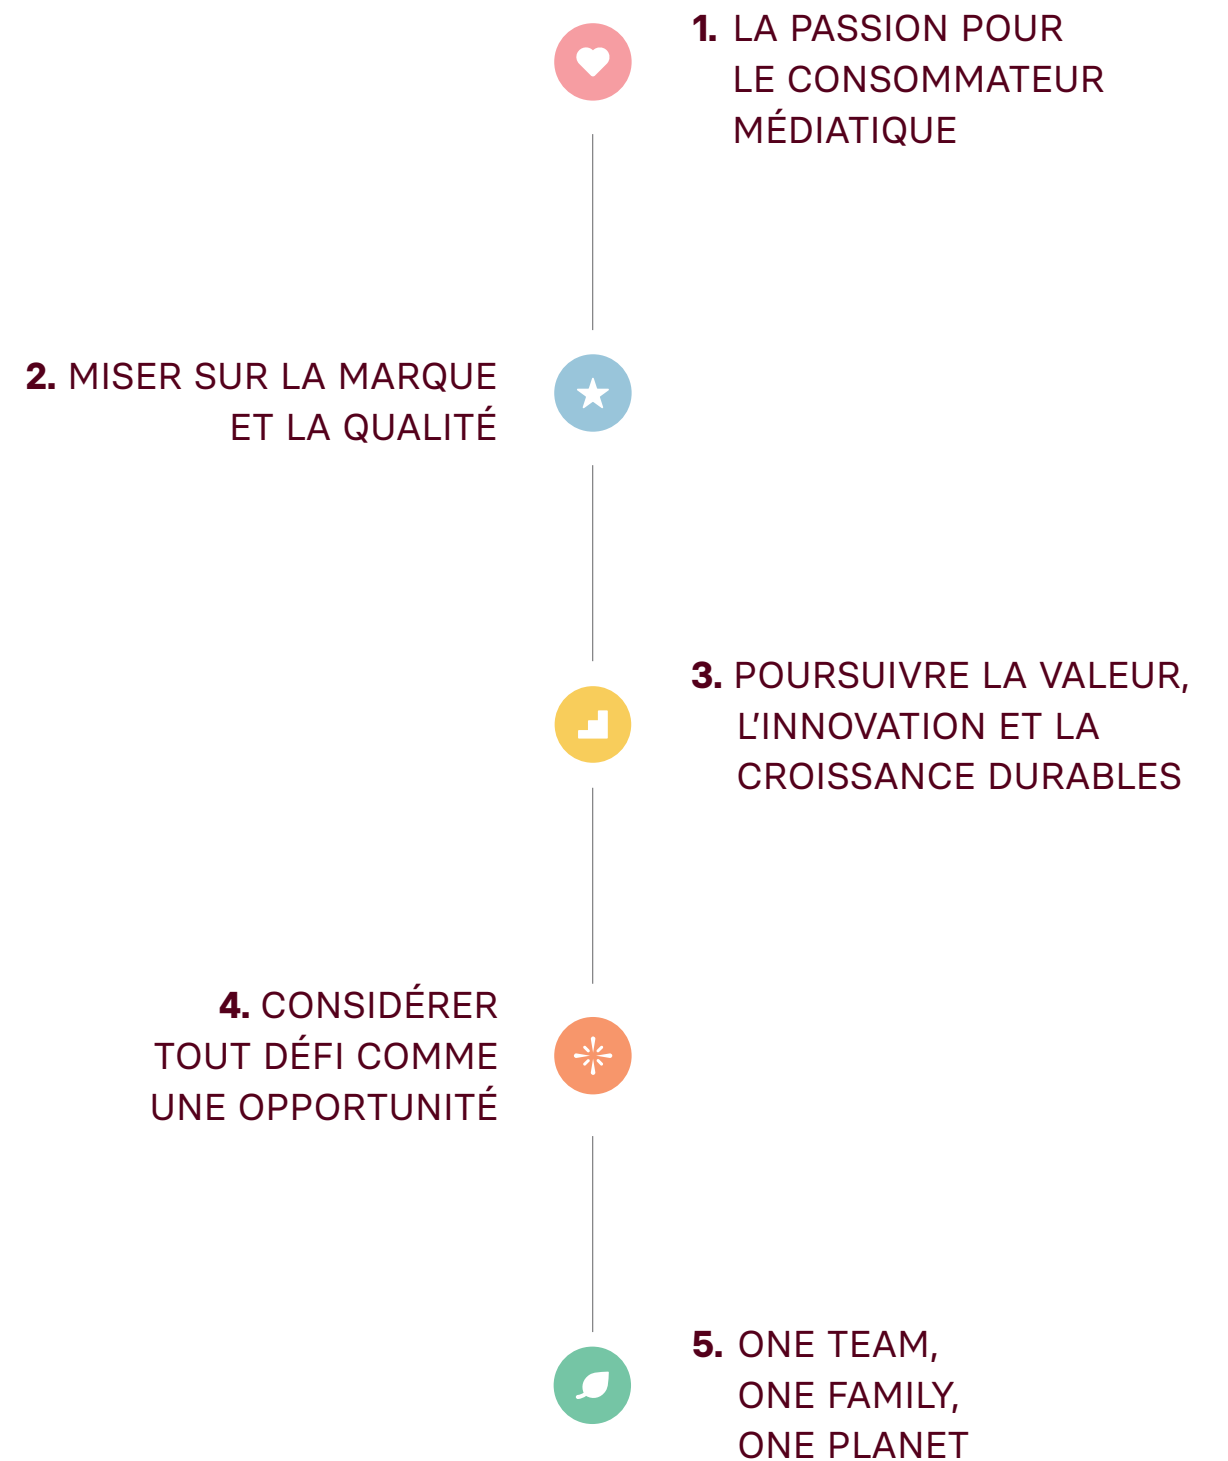 1. LA PASSION POUR
LE CONSOMMATEUR
MÉDIATIQUE
2. MISER SUR LA MARQUE
ET LA QUALITÉ
3. POURSUIVRE LA VALEUR,
L’INNOVATION ET LA
CROISSANCE DURABLES
4. CONSIDÉRER
TOUT DÉFI COMME
UNE OPPORTUNITÉ
5. ONE TEAM,
ONE FAMILY,
ONE PLANET